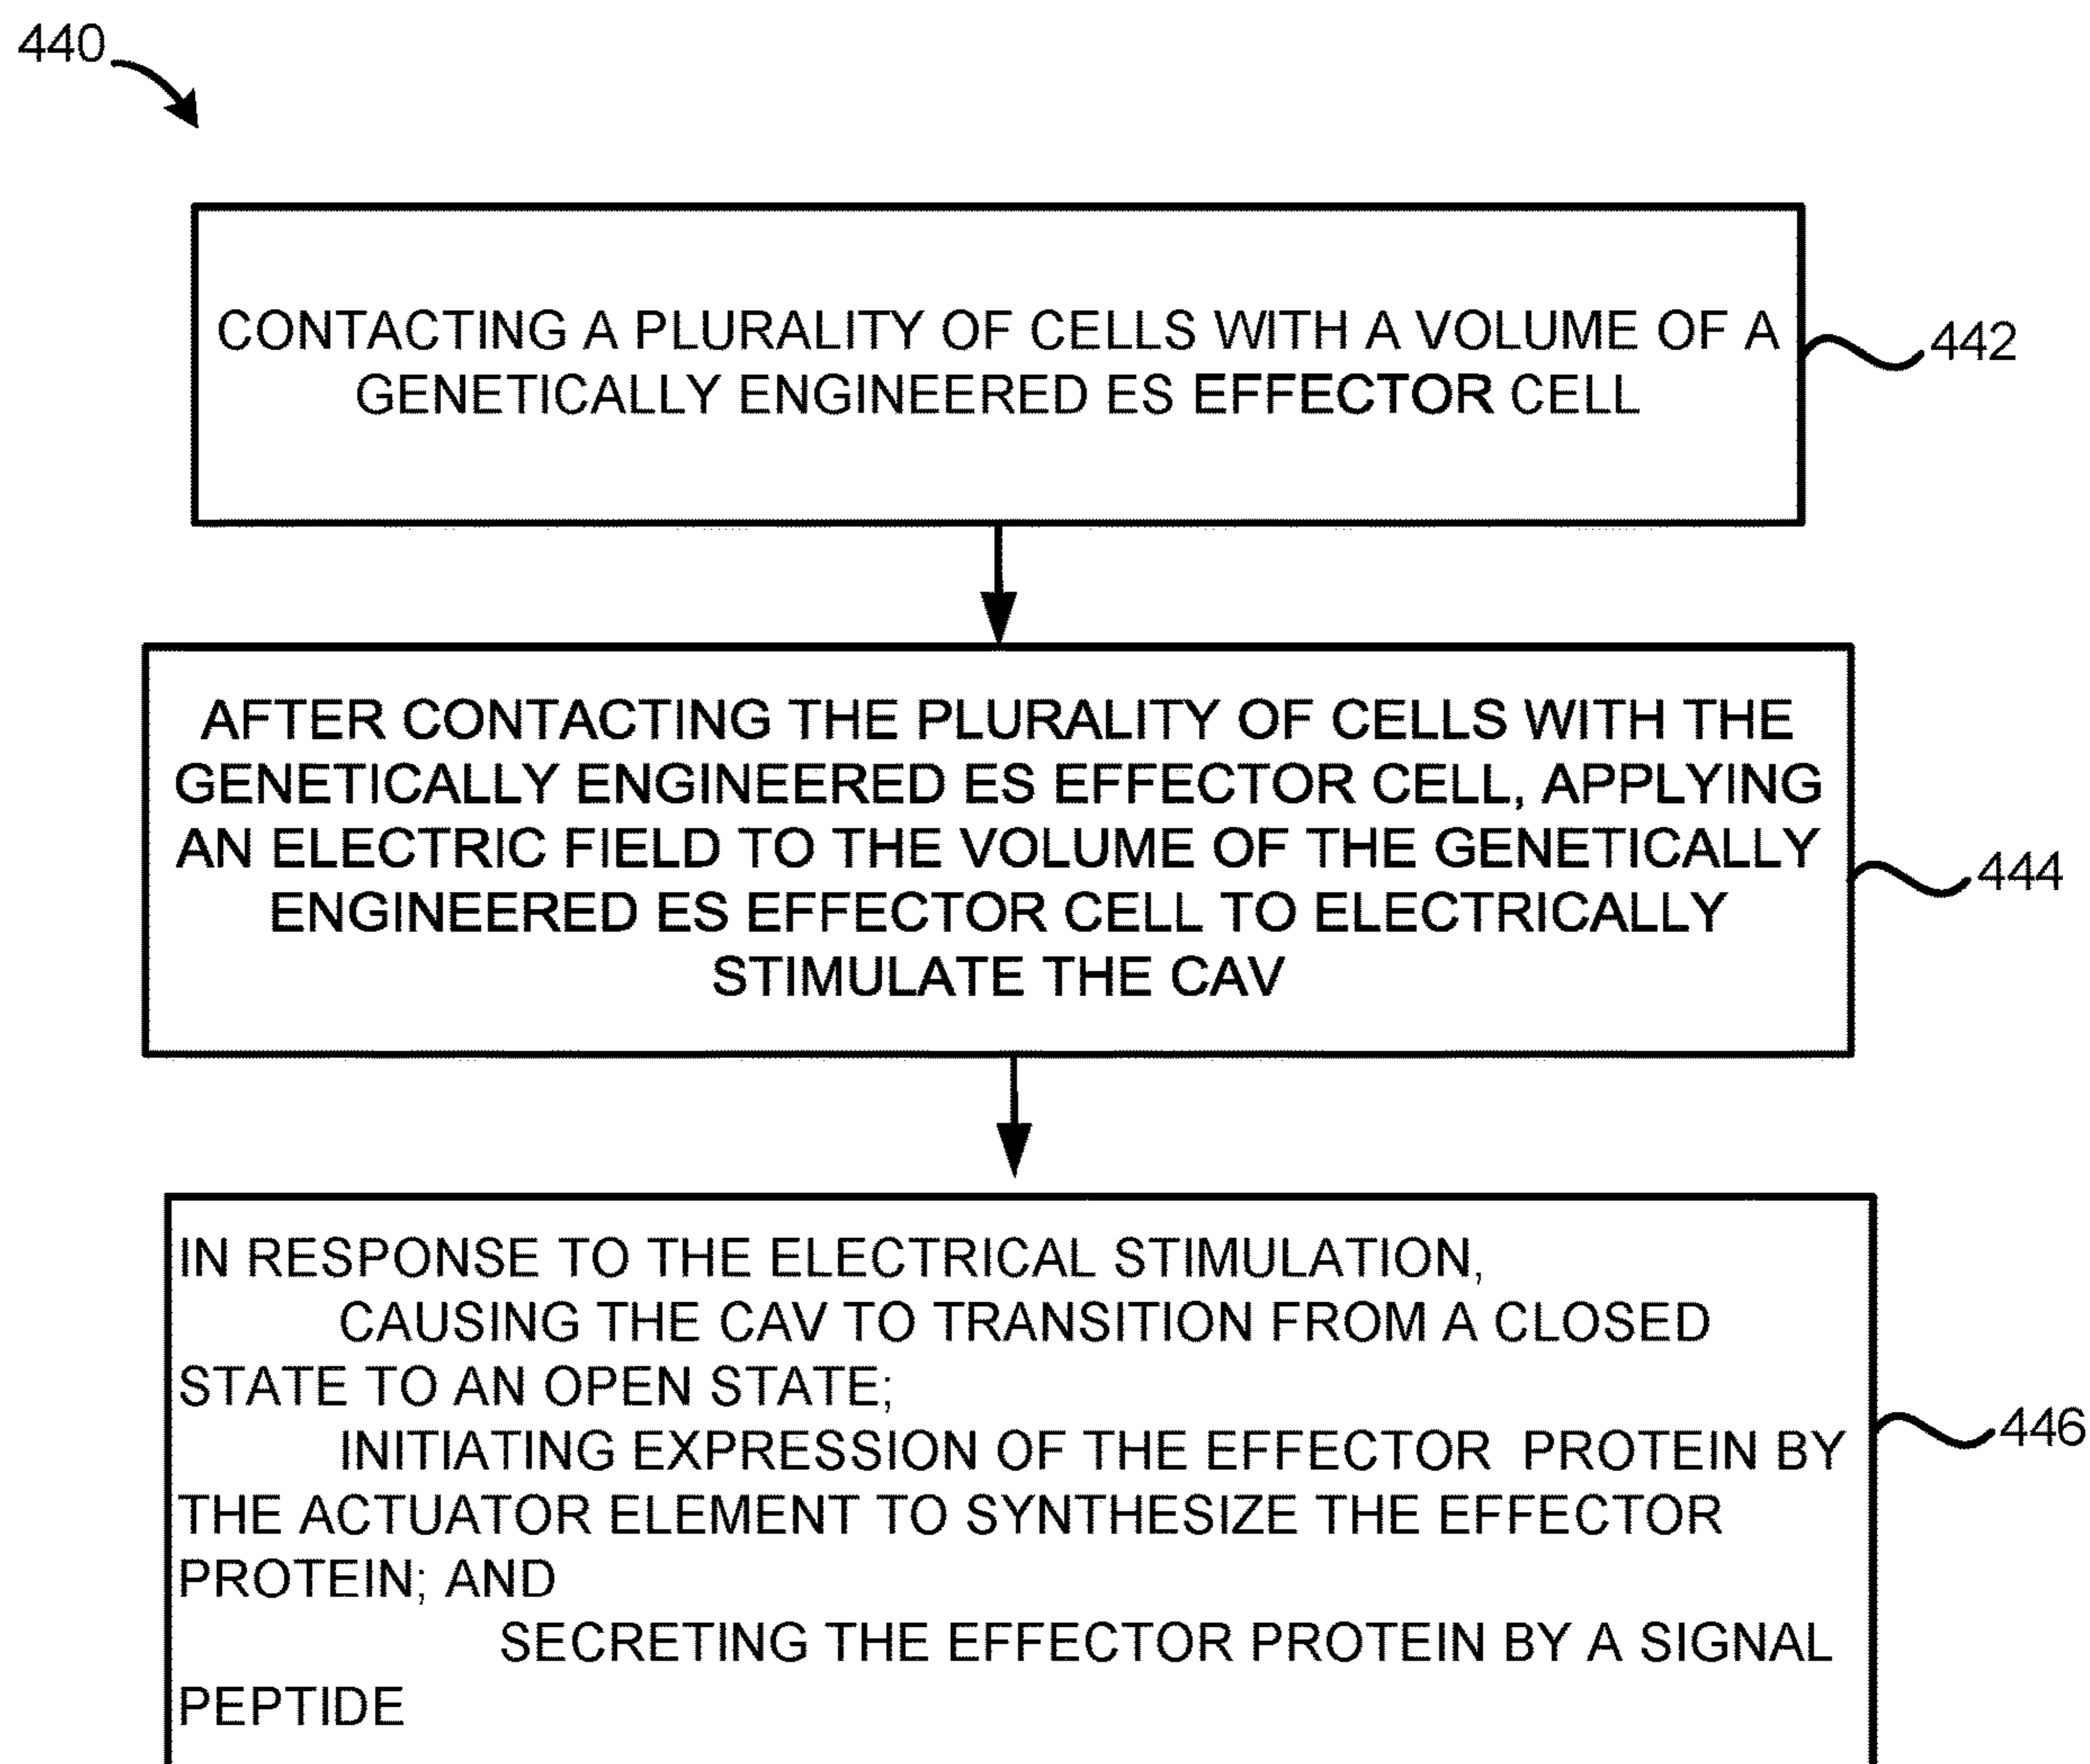 440
CONTACTING A PLURALITY OF CELLS WITH A VOLUME OF A
GENETICALLY ENGINEERED ES EFFECTOR CELL
442
AFTER CONTACTING THE PLURALITY OF CELLS WITH THE
GENETICALLY ENGINEERED ES EFFECTOR CELL, APPLYING
AN ELECTRIC FIELD TO THE VOLUME OF THE GENETICALLY
ENGINEERED ES EFFECTOR CELL TO ELECTRICALLY
STIMULATE THE CAV
444
IN RESPONSE TO THE ELECTRICAL STIMULATION,
CAUSING THE CAV TO TRANSITION FROM A CLOSED
STATE TO AN OPEN STATE;
INITIATING EXPRESSION OF THE EFFECTOR PROTEIN BY
THE ACTUATOR ELEMENT TO SYNTHESIZE THE EFFECTOR
PROTEIN; AND
SECRETING THE EFFECTOR PROTEIN BY A SIGNAL
PEPTIDE
446